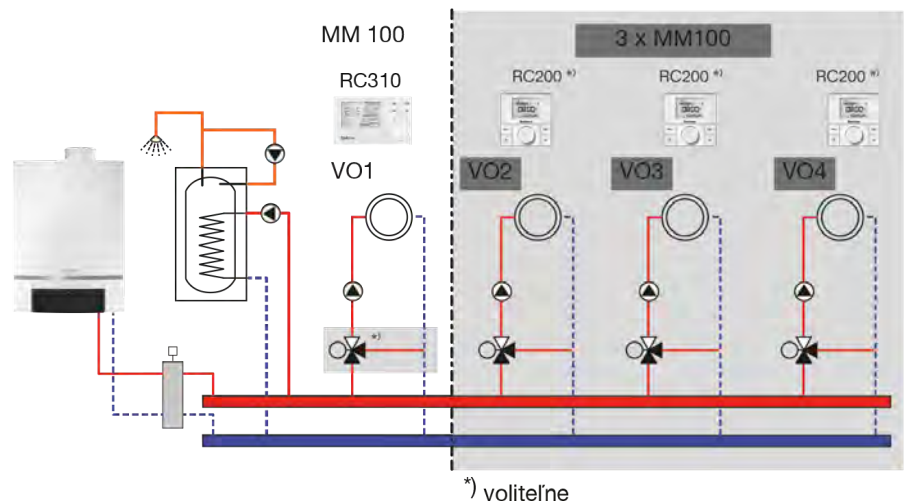 MM 100
3 x MM100
RC310
RC200 *)
RC200 *)
RC200 *)
VO1
VO2
VO3
VO4
*)
*) voliteľne